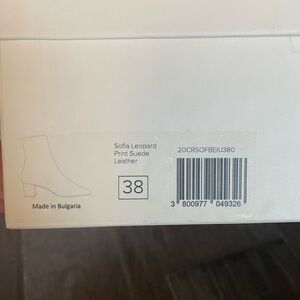 Sofia Leopard
Print Suede
Leather
20CRSOFBEIU380
38
Made in Bulgaria
3 800977 049326